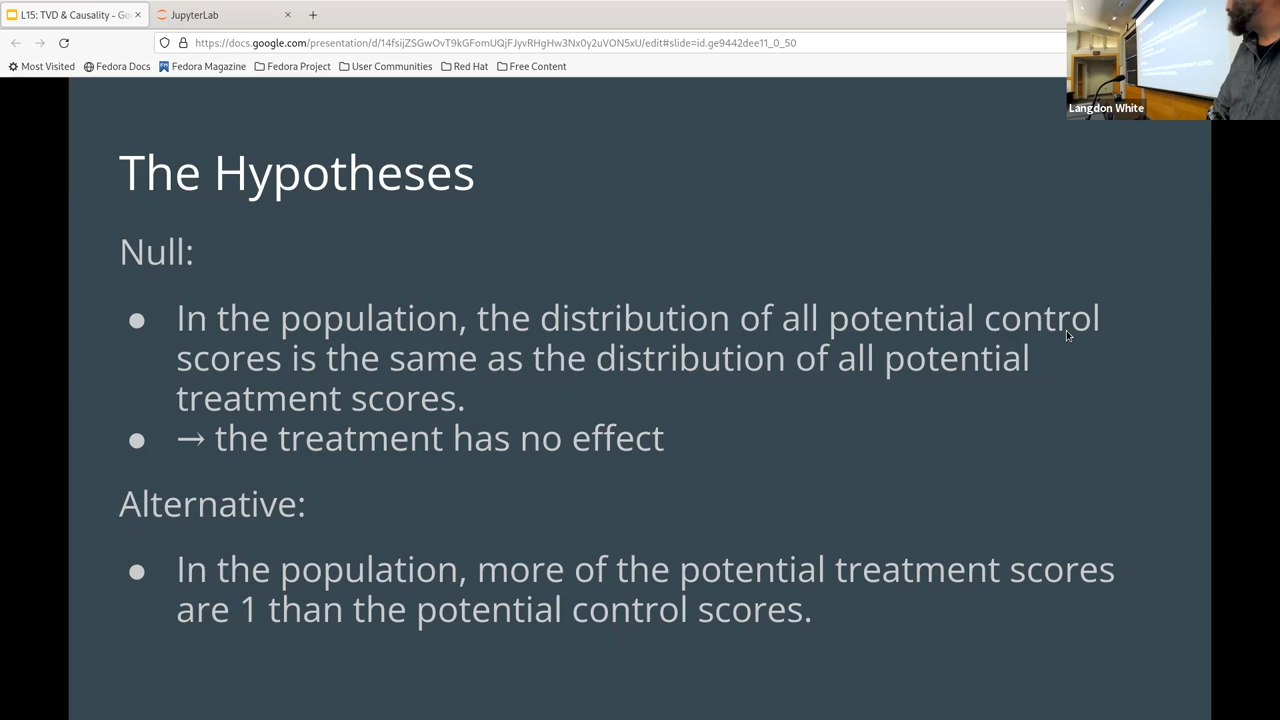 L15: TVD & Causality - Go
JupyterLab
https://docs.google.com/presentation/d/14fsijZSGwOvT9kGFomUQjFJyvRHgHw3Nx0y2uVON5xU/edit#slide=id.ge9442dee11_0_50
Most Visited
Fedora Docs
Fedora Magazine
Fedora Project
User Communities
Red Hat
Free Content
Langdon White
The Hypotheses
Null:
● In the population, the distribution of all potential control
scores is the same as the distribution of all potential
treatment scores.
● → the treatment has no effect
Alternative:
● In the population, more of the potential treatment scores
are 1 than the potential control scores.